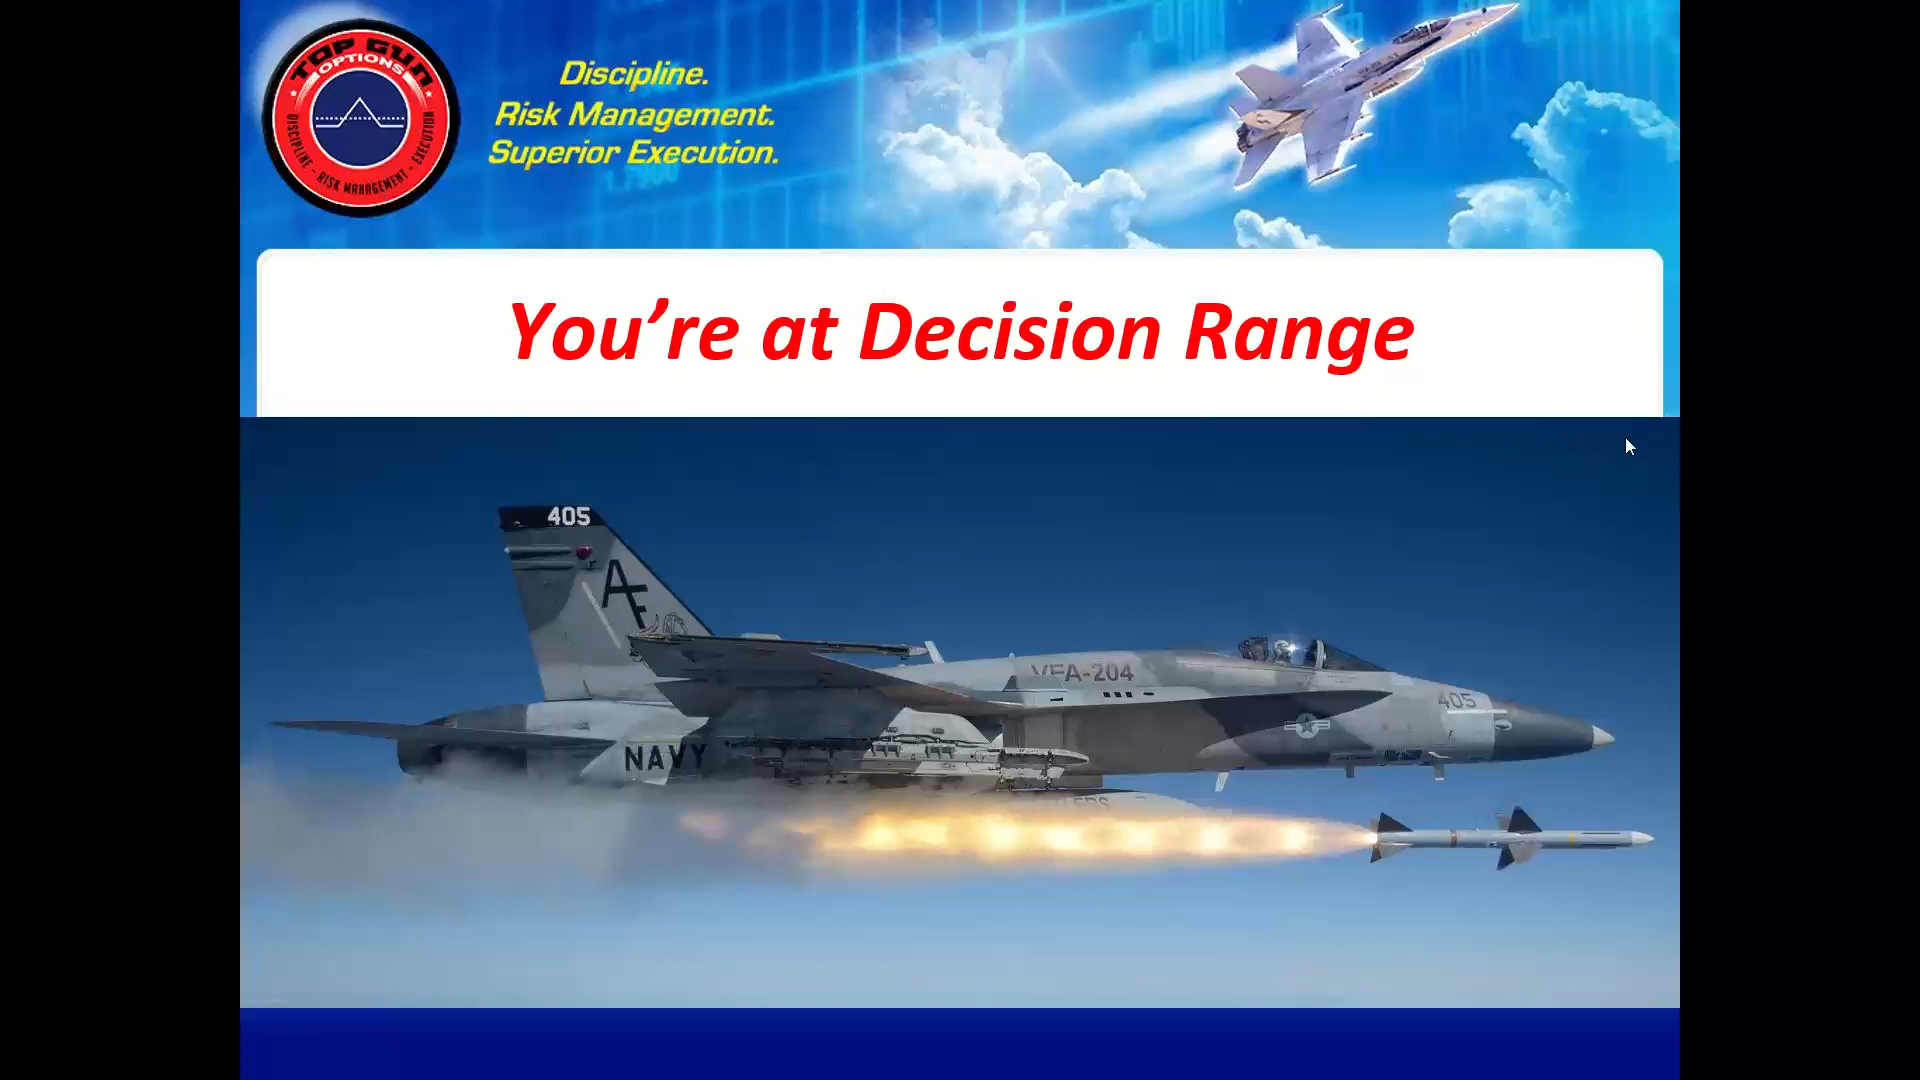 TOP GUN
OPTIONS
DISCIPLINE - RISK MANAGEMENT - EXECUTION
Discipline.
Risk Management.
Superior Execution.
You’re at Decision Range
405
AF
VFA-204
405
NAVY